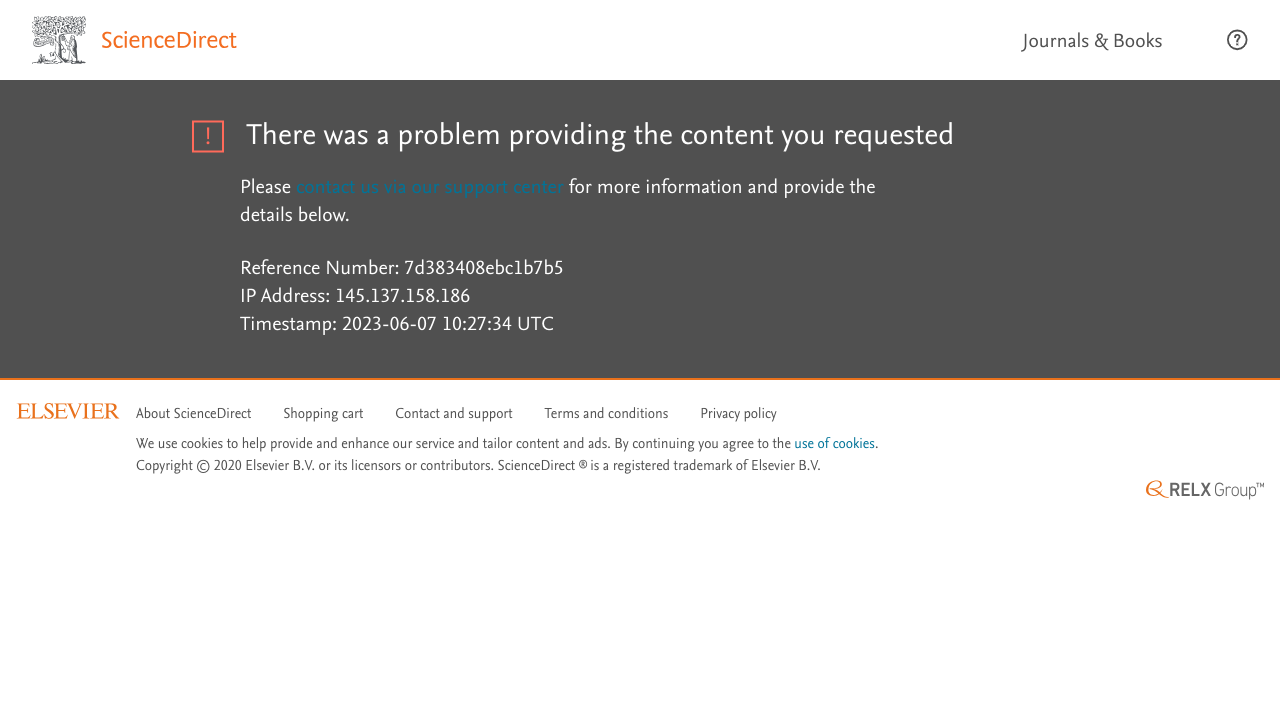 ScienceDirect
Journals & Books
?
! There was a problem providing the content you requested
Please contact us via our support center for more information and provide the
details below.
Reference Number: 7d383408ebc1b7b5
IP Address: 145.137.158.186
Timestamp: 2023-06-07 10:27:34 UTC
ELSEVIER
About ScienceDirect
Shopping cart
Contact and support
Terms and conditions
Privacy policy
We use cookies to help provide and enhance our service and tailor content and ads. By continuing you agree to the use of cookies.
Copyright © 2020 Elsevier B.V. or its licensors or contributors. ScienceDirect ® is a registered trademark of Elsevier B.V.
RELX Group™